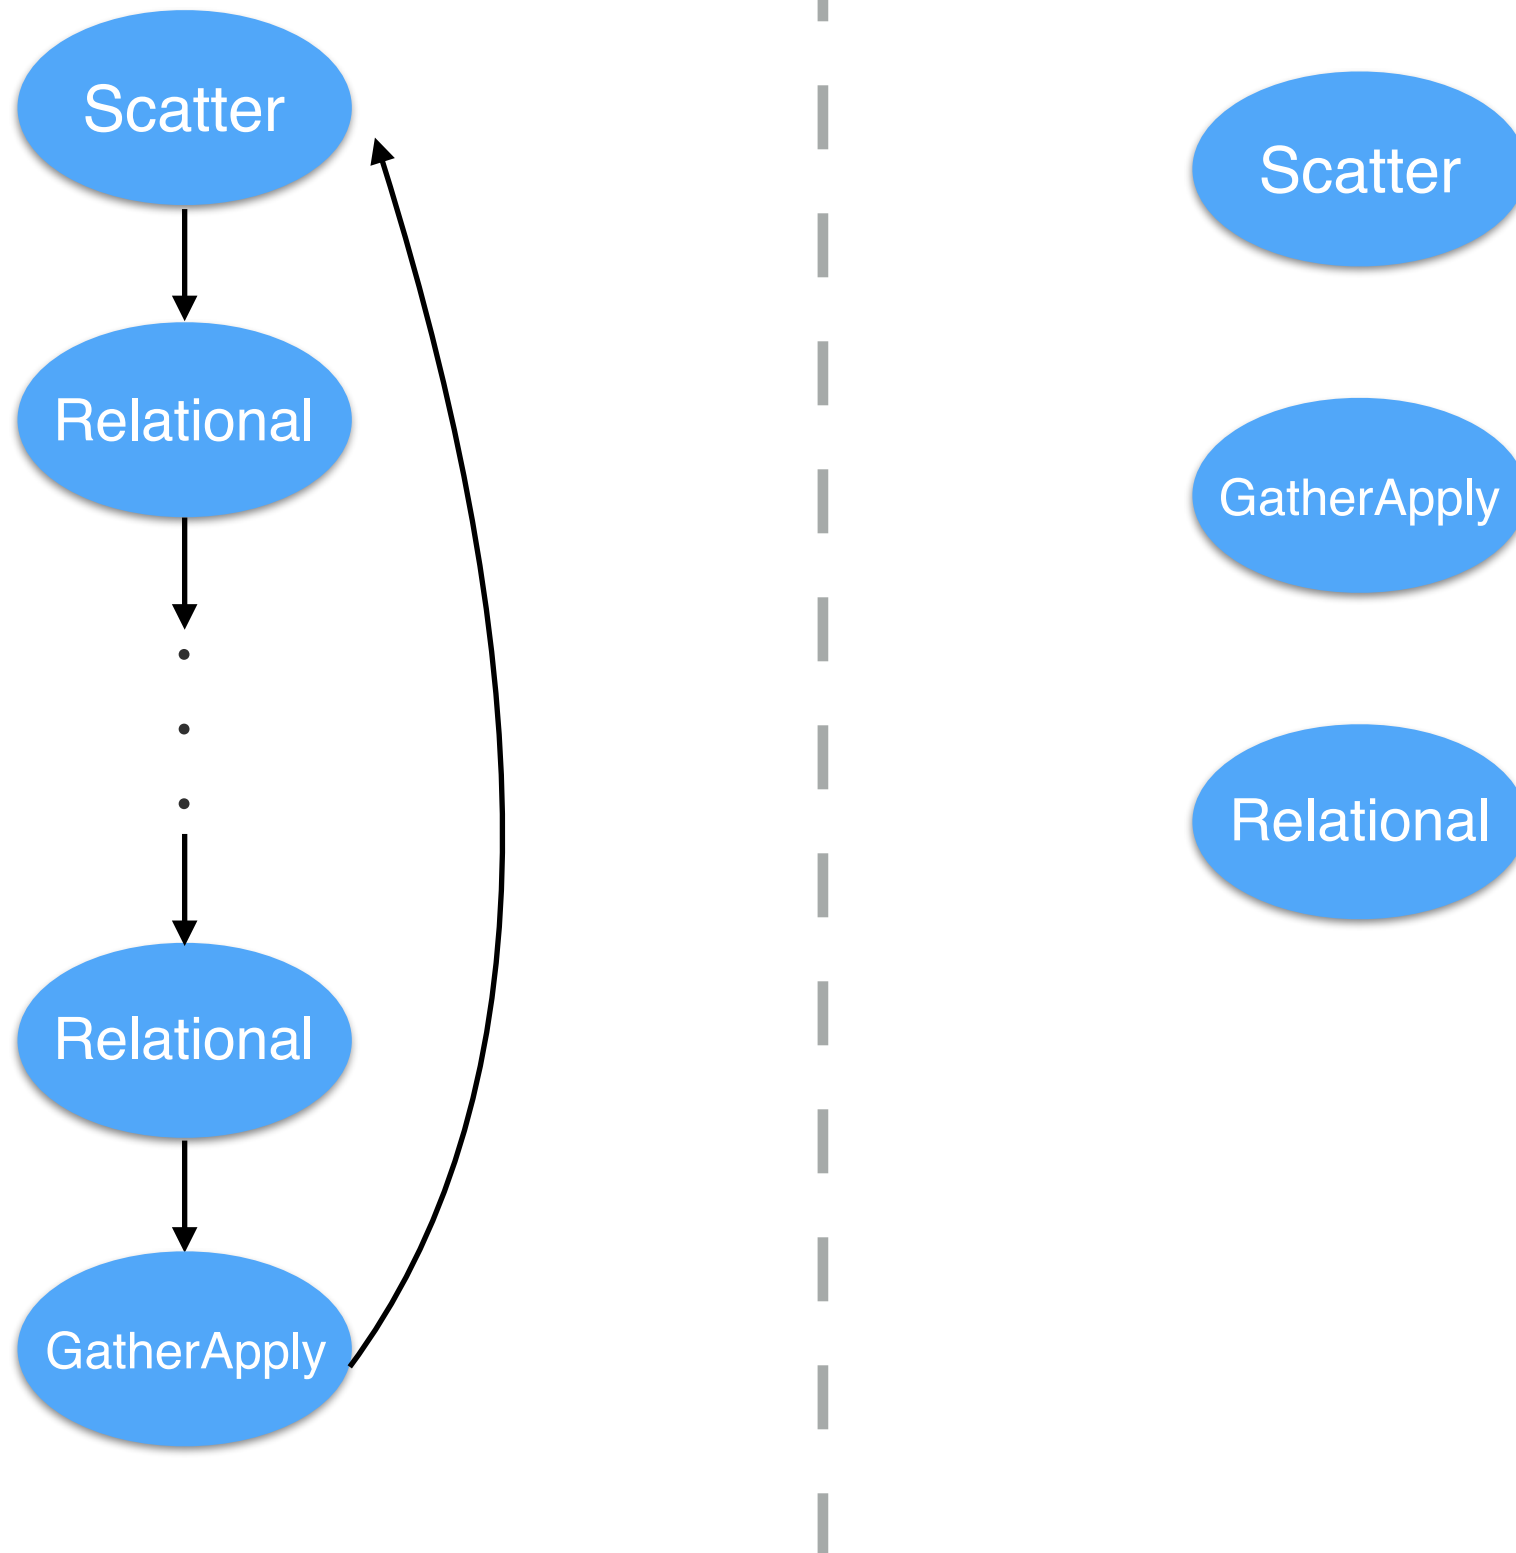 Scatter
Relational
.
.
.
Relational
GatherApply
Scatter
GatherApply
Relational